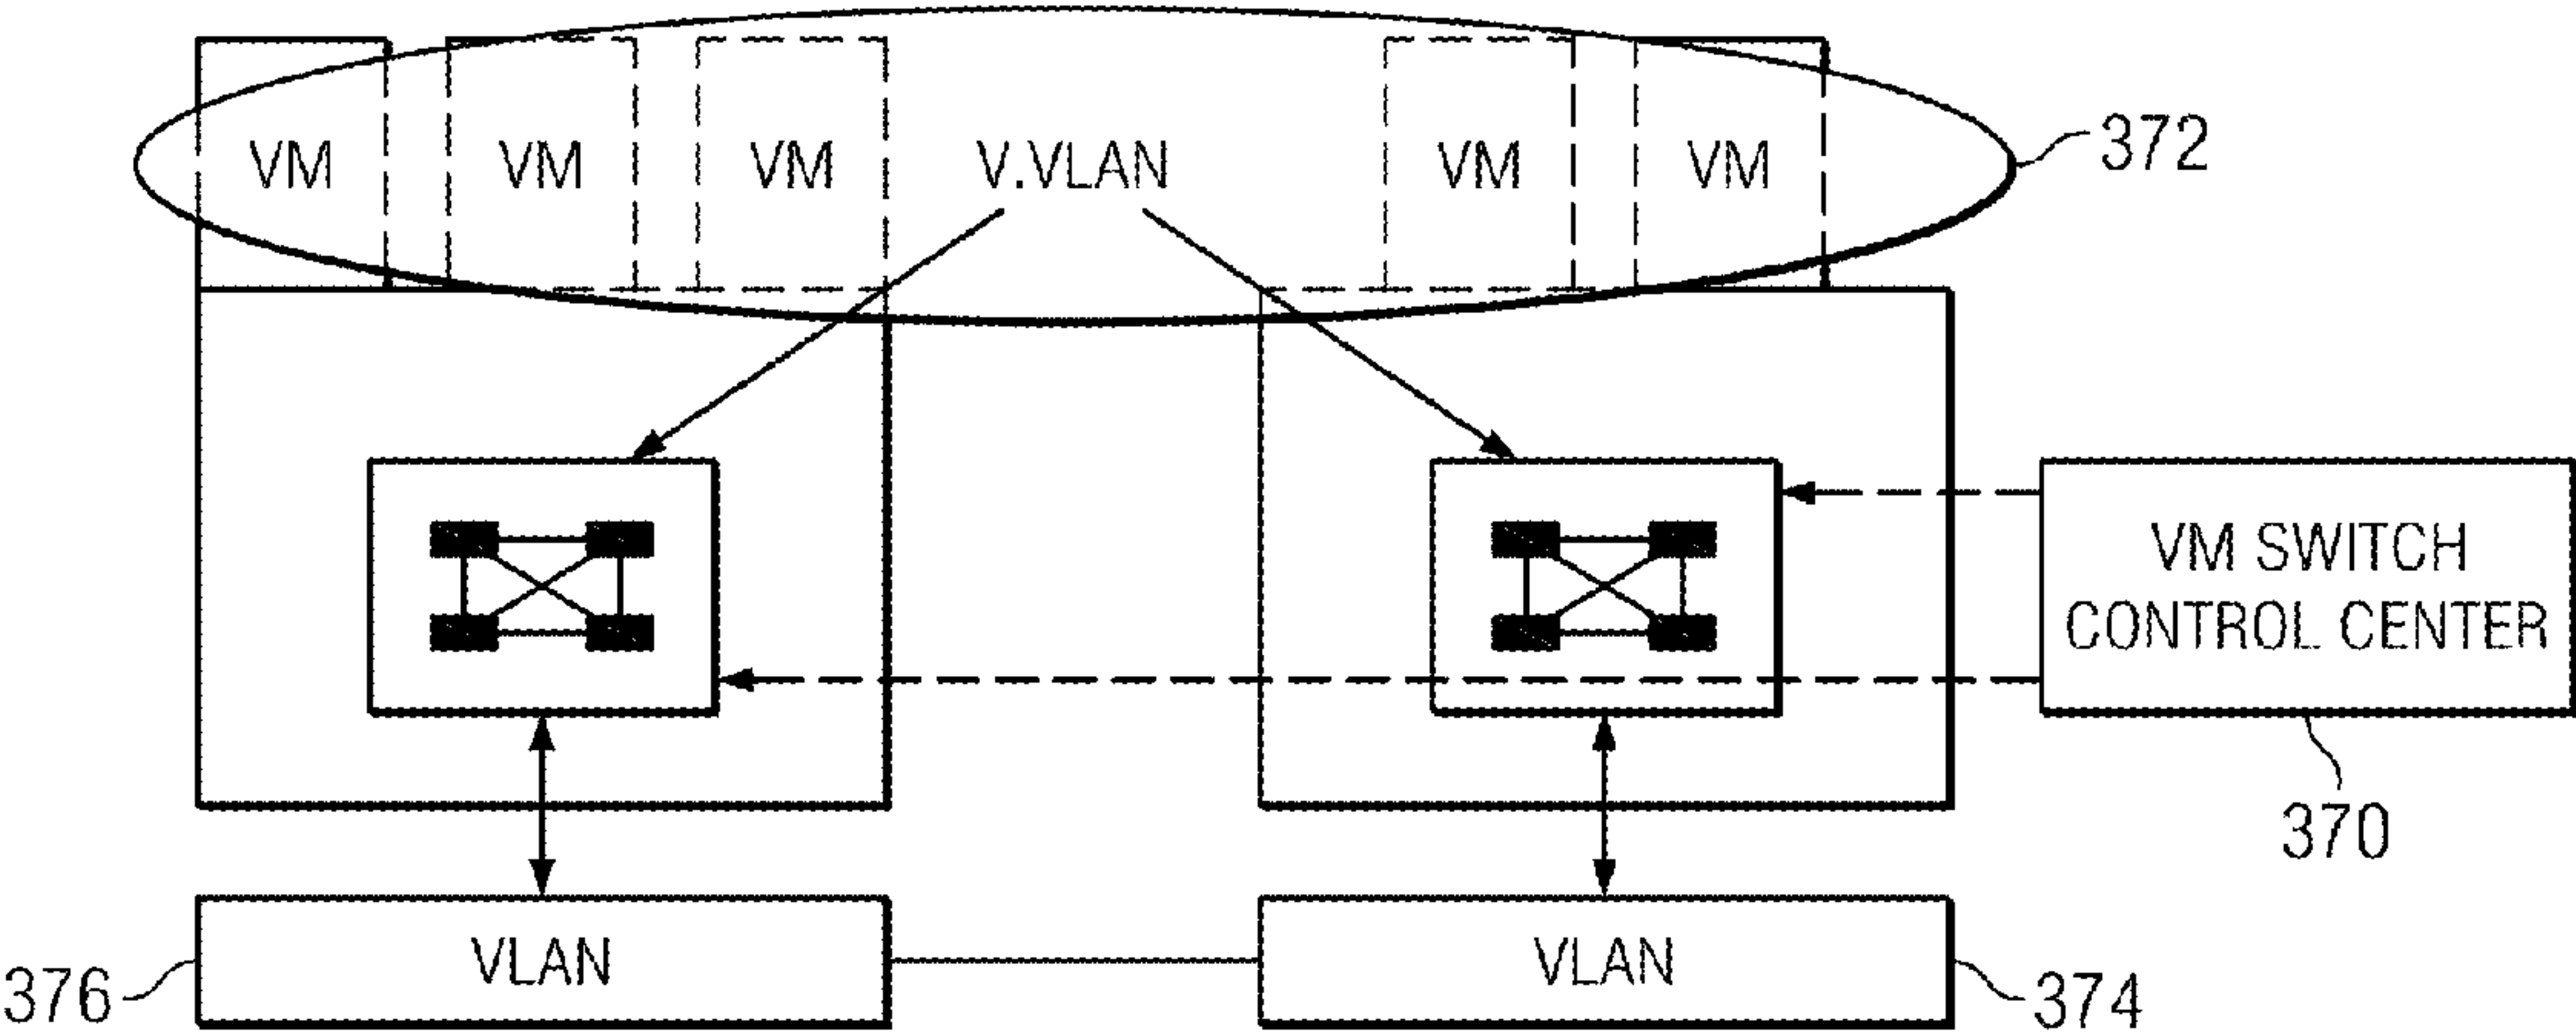 VM VM VM V.VLAN VM VM
372
VM SWITCH
CONTROL CENTER
370
VLAN VLAN
376 374